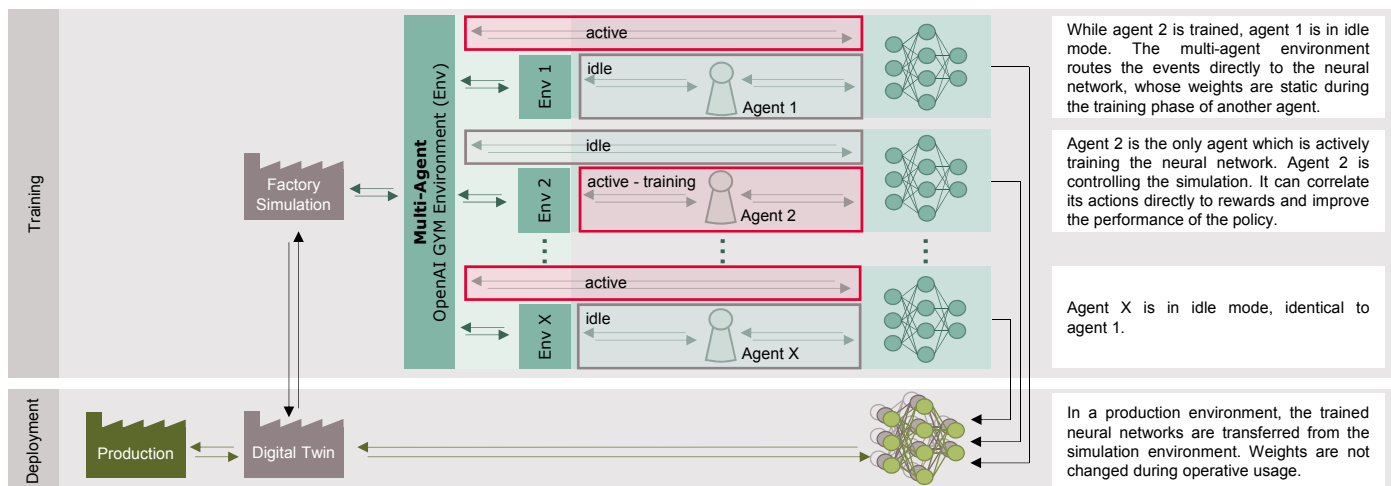 Training
Factory
Simulation
Multi-Agent
OpenAI GYM Environment (Env)
active
Env 1
idle
Agent 1
idle
Env 2
active - training
Agent 2
active
Env X
idle
Agent X
While agent 2 is trained, agent 1 is in idle
mode. The multi-agent environment
routes the events directly to the neural
network, whose weights are static during
the training phase of another agent.
Agent 2 is the only agent which is actively
training the neural network. Agent 2 is
controlling the simulation. It can correlate
its actions directly to rewards and improve
the performance of the policy.
Agent X is in idle mode, identical to
agent 1.
Deployment
Production
Digital Twin
In a production environment, the trained
neural networks are transferred from the
simulation environment. Weights are not
changed during operative usage.